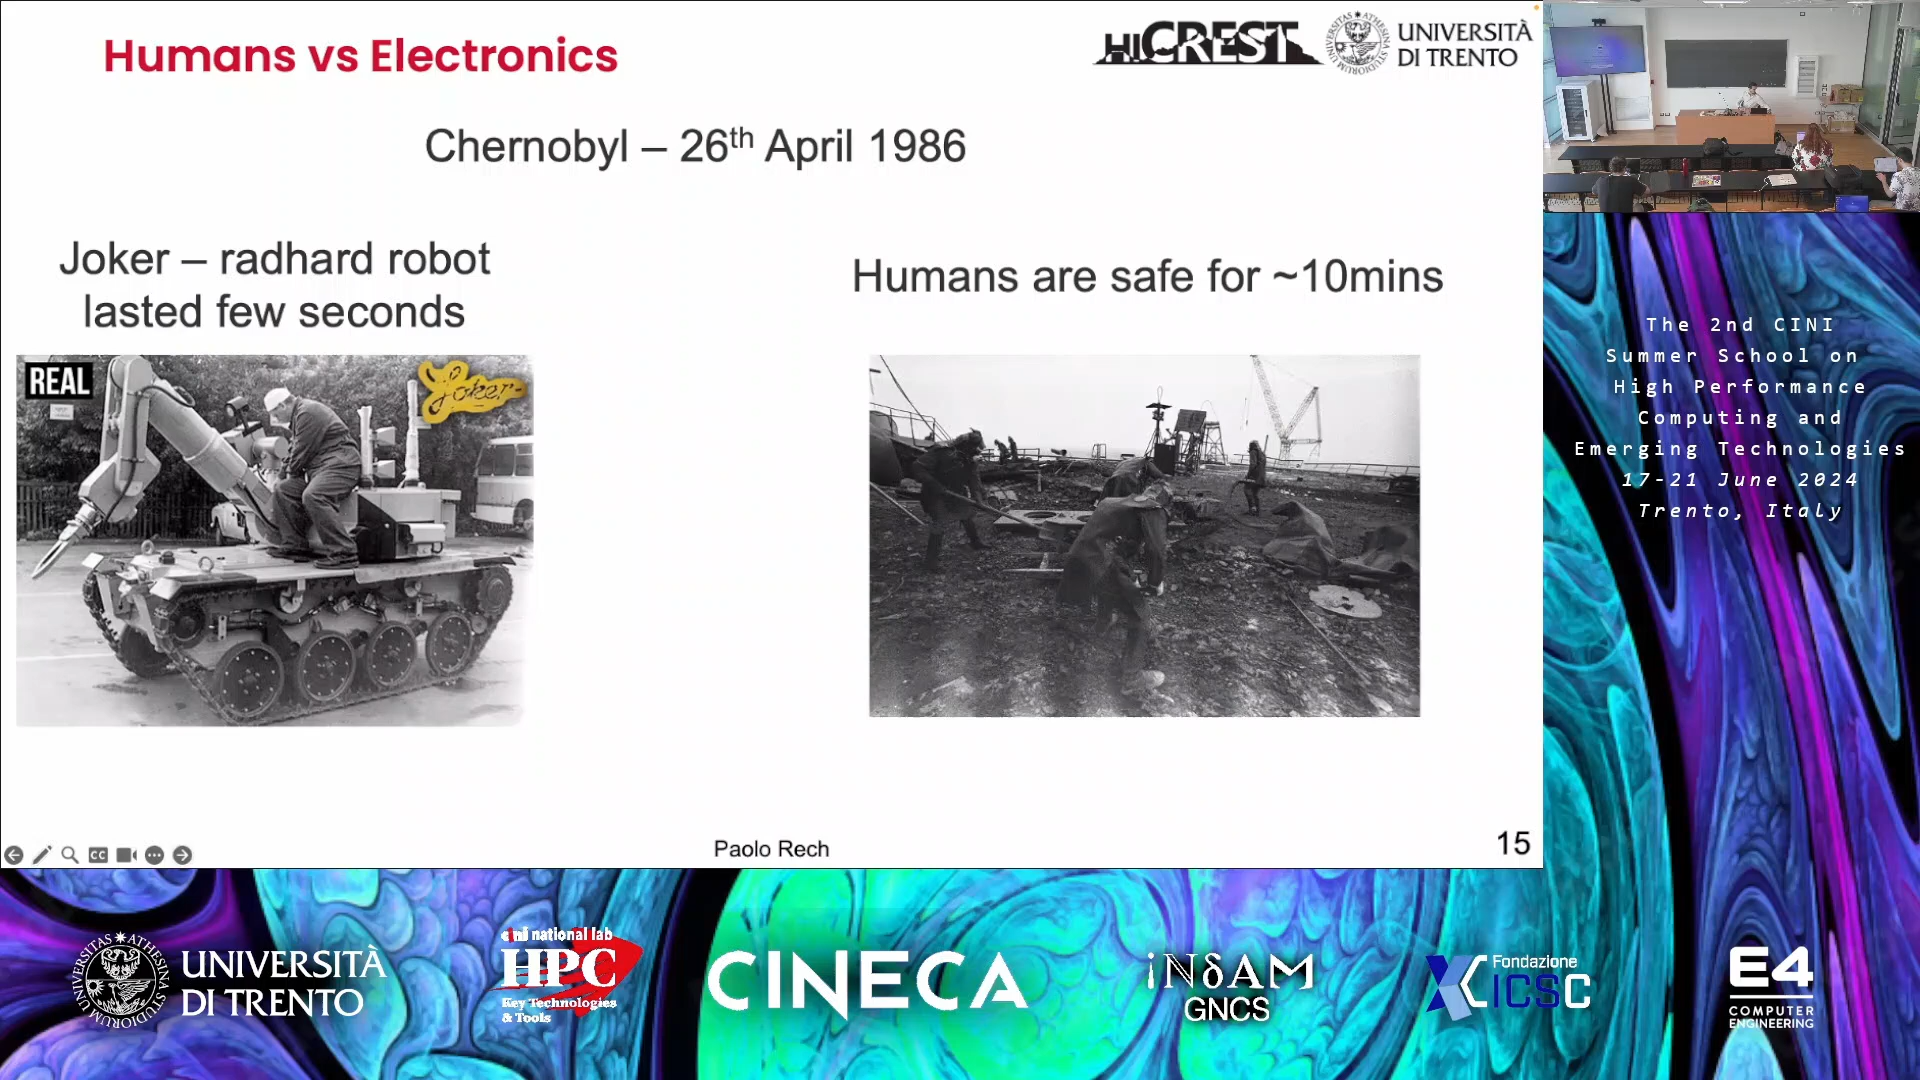 Humans vs Electronics
HiCREST
UNIVERSITÀ
DI TRENTO
Chernobyl – 26th April 1986
Joker – radhard robot
lasted few seconds
Humans are safe for ~10mins
REAL
Joker
Paolo Rech
15
CC
The 2nd CINI
Summer School on
High Performance
Computing and
Emerging Technologies
17-21 June 2024
Trento, Italy
UNIVERSITÀ
DI TRENTO
cini national lab
HPC
Key Technologies
& Tools
CINECA
iNδAM
GNCS
Fondazione
ICSC
E4
COMPUTER
ENGINEERING